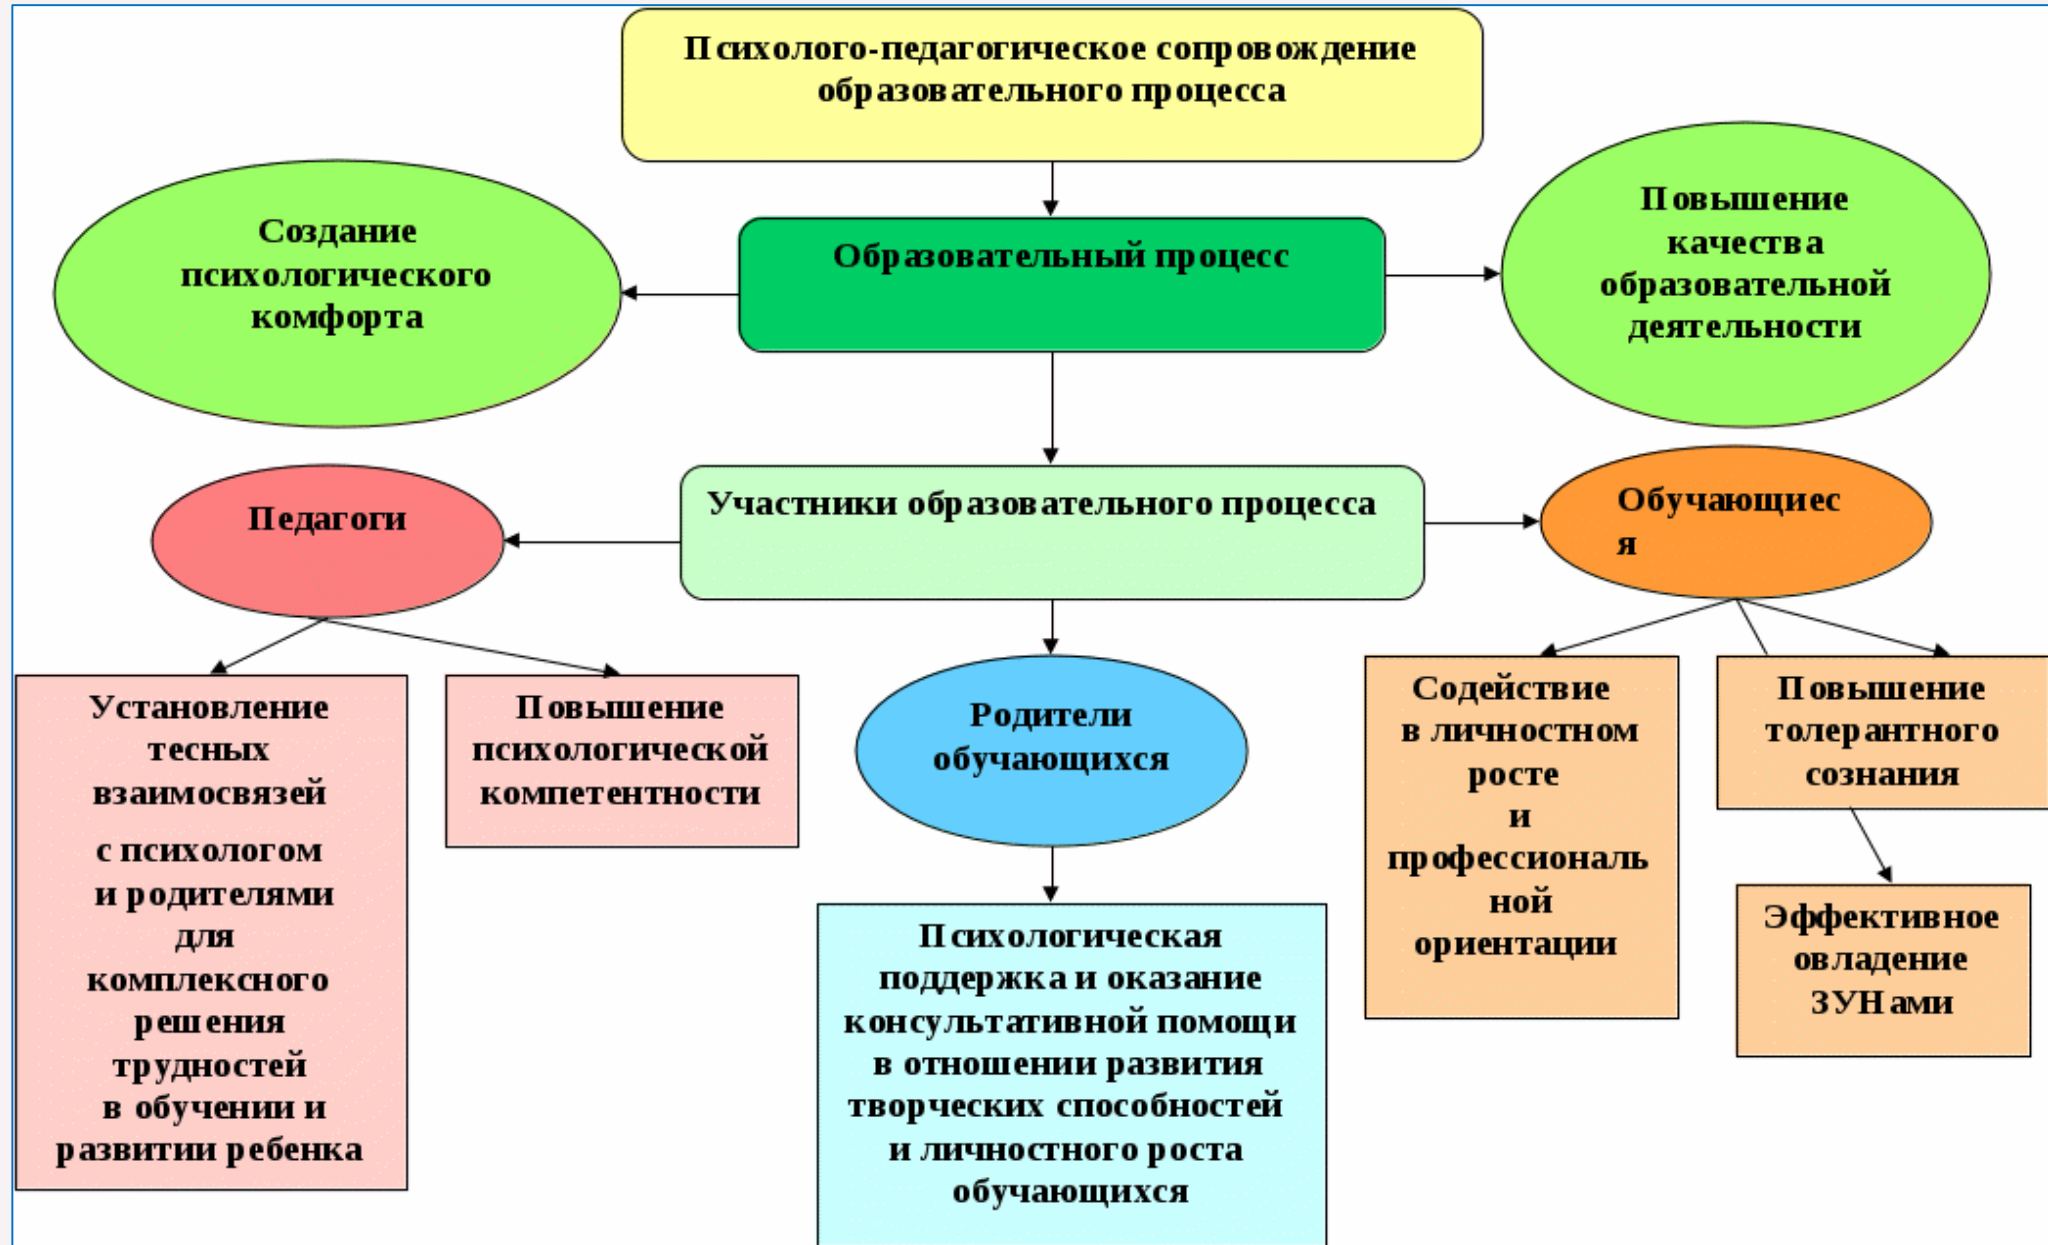 Психолого-педагогическое сопровождение
образовательного процесса
Создание
психологического
комфорта
Образовательный процесс
Повышение
качества
образовательной
деятельности
Педагоги
Участники образовательного процесса
Обучающиес
я
Установление
тесных
взаимосвязей
с психологом
и родителями
для
комплексного
решения
трудностей
в обучении и
развитии ребенка
Повышение
психологической
компетентности
Родители
обучающихся
Психологическая
поддержка и оказание
консультативной помощи
в отношении развития
творческих способностей
и личностного роста
обучающихся
Содействие
в личностном
росте
и
профессиональ
ной
ориентации
Повышение
толерантного
сознания
Эффективное
овладение
ЗУНами